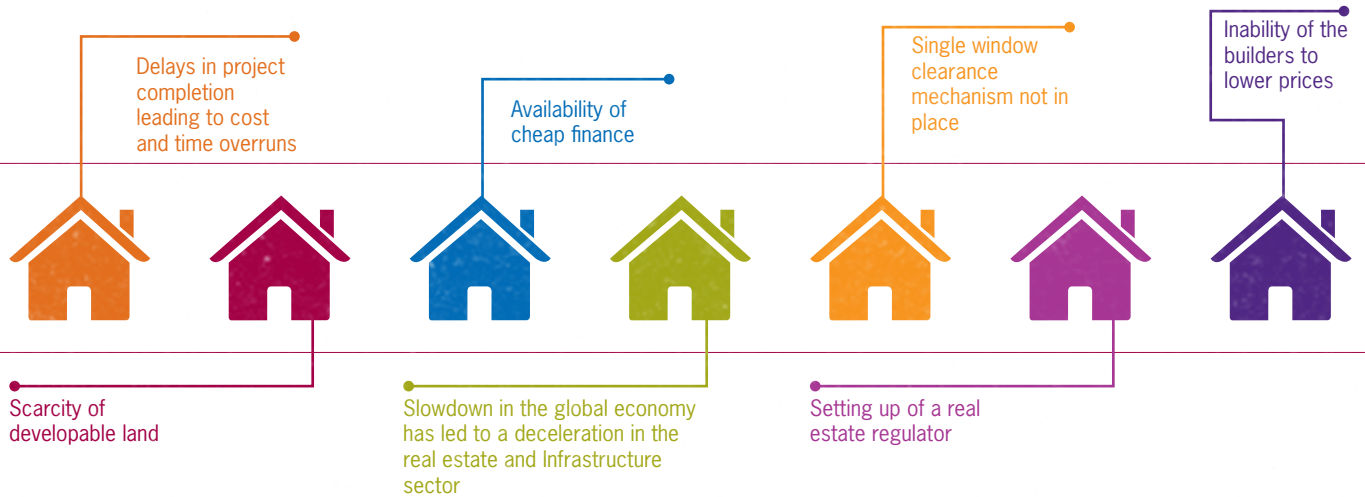 Delays in project
completion
leading to cost
and time overruns
Scarcity of
developable land
Availability of
cheap finance
Slowdown in the global economy
has led to a deceleration in the
real estate and Infrastructure
sector
Single window
clearance
mechanism not in
place
Setting up of a real
estate regulator
Inability of the
builders to
lower prices